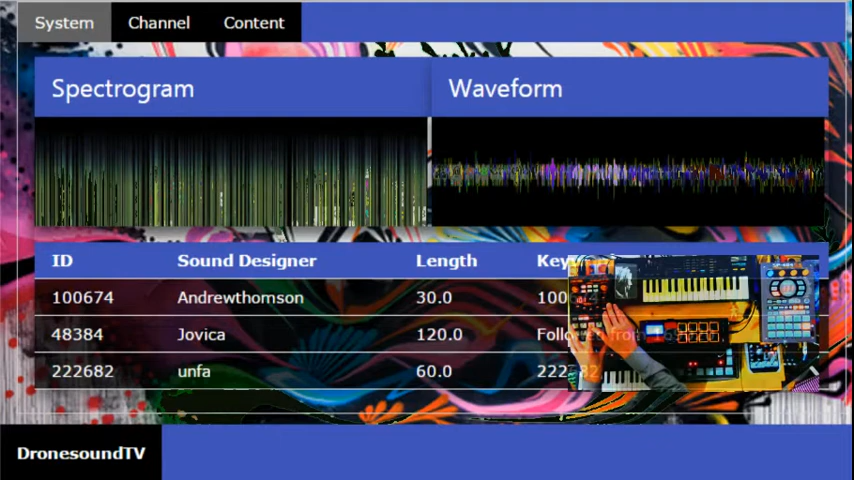 System Channel Content
Spectrogram Waveform
ID Sound Designer Length
100674 Andrewthomson 30.0
48384 Jovica 120.0
222682 unfa 60.0
DronesoundTV